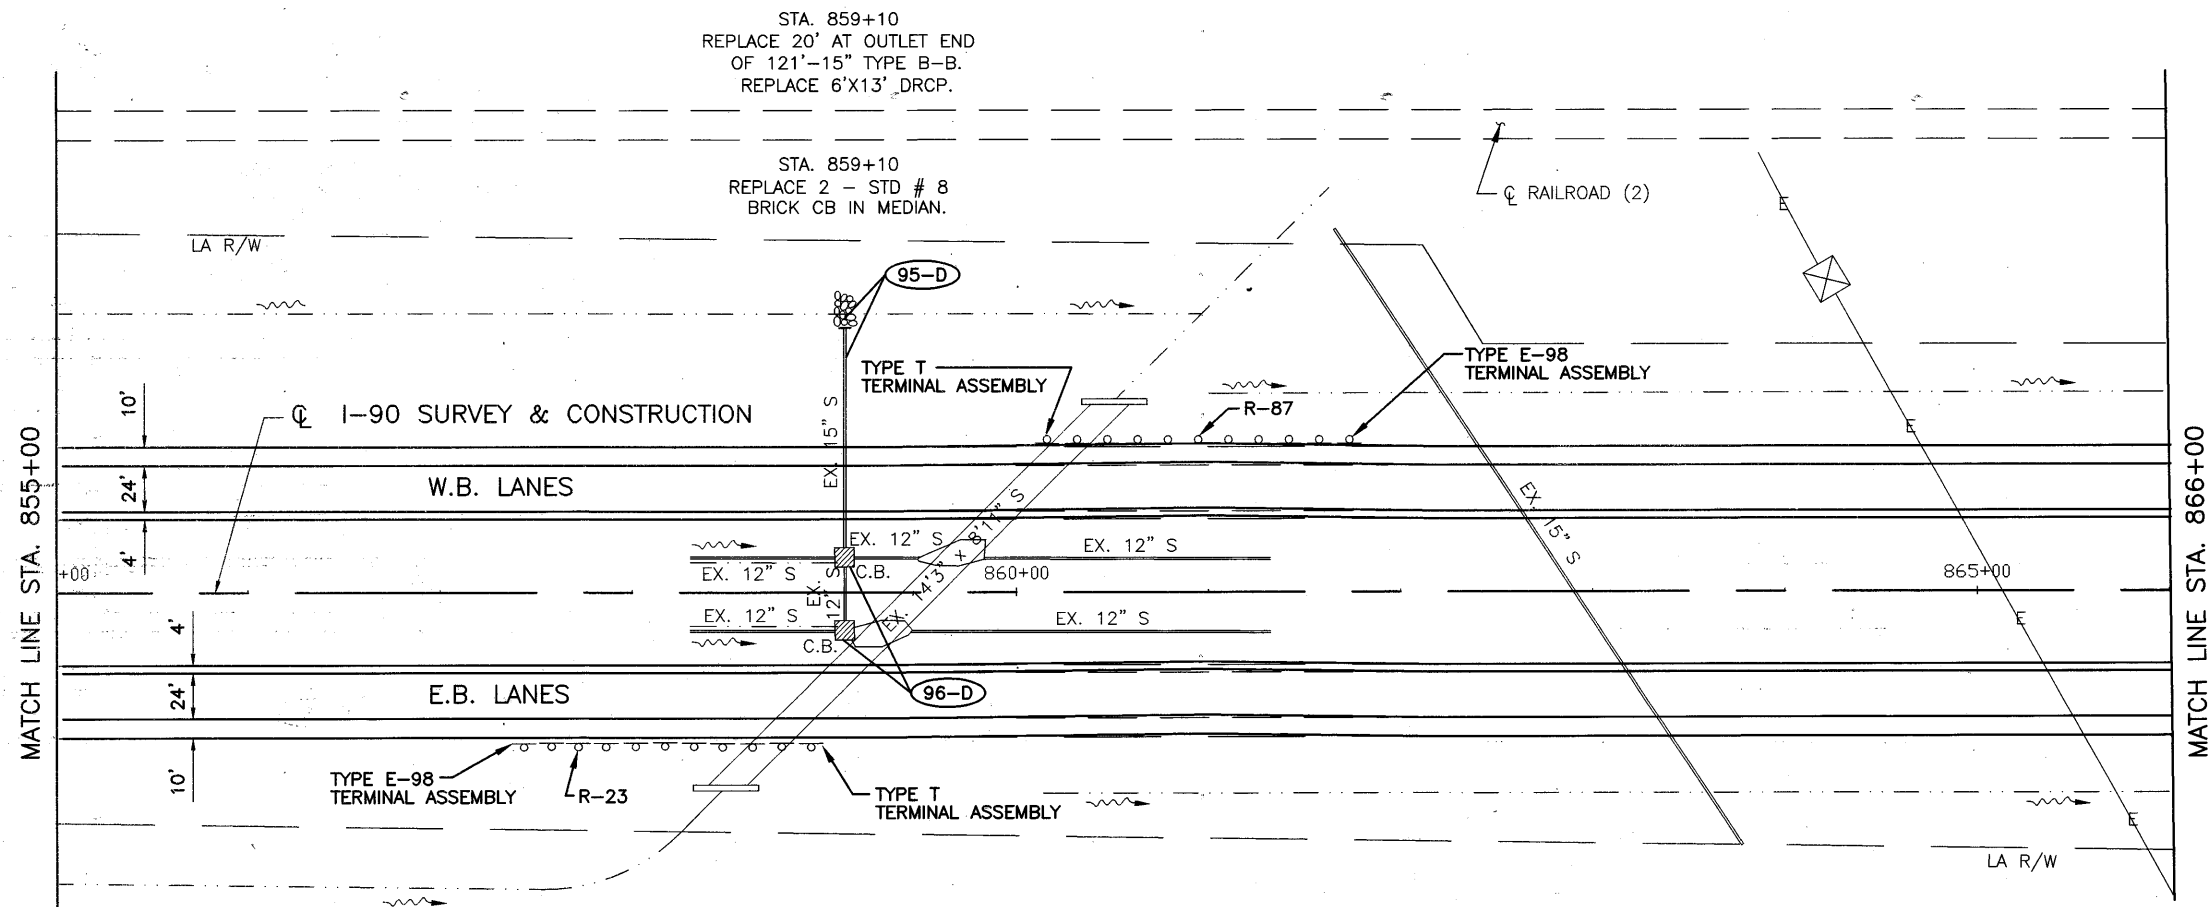 STA. 859+10
REPLACE 20' AT OUTLET END
OF 121'-15" TYPE B-B.
REPLACE 6'X13' DRCP.
STA. 859+10
REPLACE 2 - STD # 8
BRICK CB IN MEDIAN.
℄ RAILROAD (2)
LA R/W
E
95-D
TYPE T
TERMINAL ASSEMBLY
TYPE E-98
TERMINAL ASSEMBLY
R-87
10'
℄ I-90 SURVEY & CONSTRUCTION
EX. 15" S
E
MATCH LINE STA. 855+00
MATCH LINE STA. 866+00
24'
W.B. LANES
EX. 15" S
4'
EX. 12" S
EX. 12" S
EX. 14'3" x 8'11" S
+00
EX. 12" S
EX. 12" S
C.B.
860+00
865+00
4'
EX. 12" S
EX. 12" S
E
C.B.
24'
E.B. LANES
96-D
10'
TYPE E-98
TERMINAL ASSEMBLY
R-23
TYPE T
TERMINAL ASSEMBLY
E
LA R/W